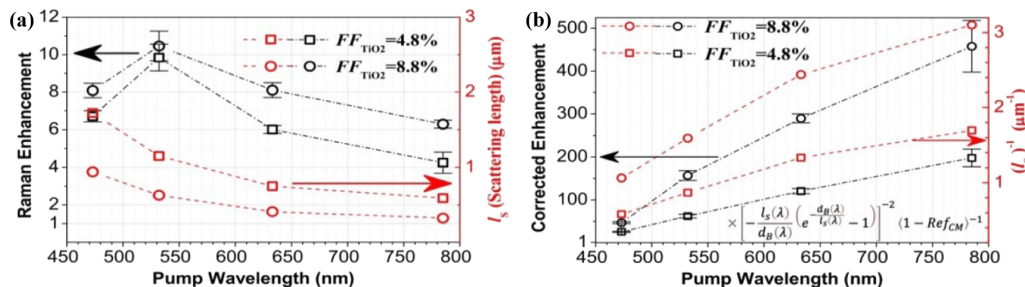 (a)
Raman Enhancement
12
10
8
6
4
2
1
FF_TiO2=4.8%
FF_TiO2=8.8%
3
2
1
0
l_s (Scattering length) (μm)
450 500 550 600 650 700 750 800
Pump Wavelength (nm)
(b)
Corrected Enhancement
500
400
300
200
100
1
FF_TiO2=8.8%
FF_TiO2=4.8%
× [-l_s(λ)/d_B(λ) (e^{-d_B(λ)/l_s(λ)} - 1)]^{-2} (1-Ref_CM)^{-1}
3
2
1
0
(l_s)^{-1} (μm^{-1})
450 500 550 600 650 700 750 800
Pump Wavelength (nm)